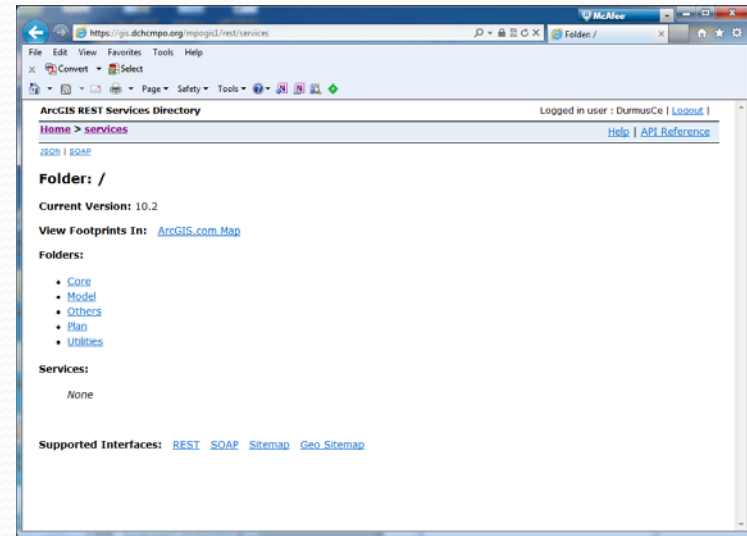 McAfee
https://gis.dchcmpo.org/mpogis1/rest/services
Folder: /
File Edit View Favorites Tools Help
x Convert Select
Page Safety Tools
ArcGIS REST Services Directory
Logged in user : DurmusCe | Logout |
Home > services
Help | API Reference
JSON | SOAP
Folder: /
Current Version: 10.2
View Footprints In: ArcGIS.com Map
Folders:
• Core
• Model
• Others
• Plan
• Utilities
Services:
None
Supported Interfaces: REST SOAP Sitemap Geo Sitemap